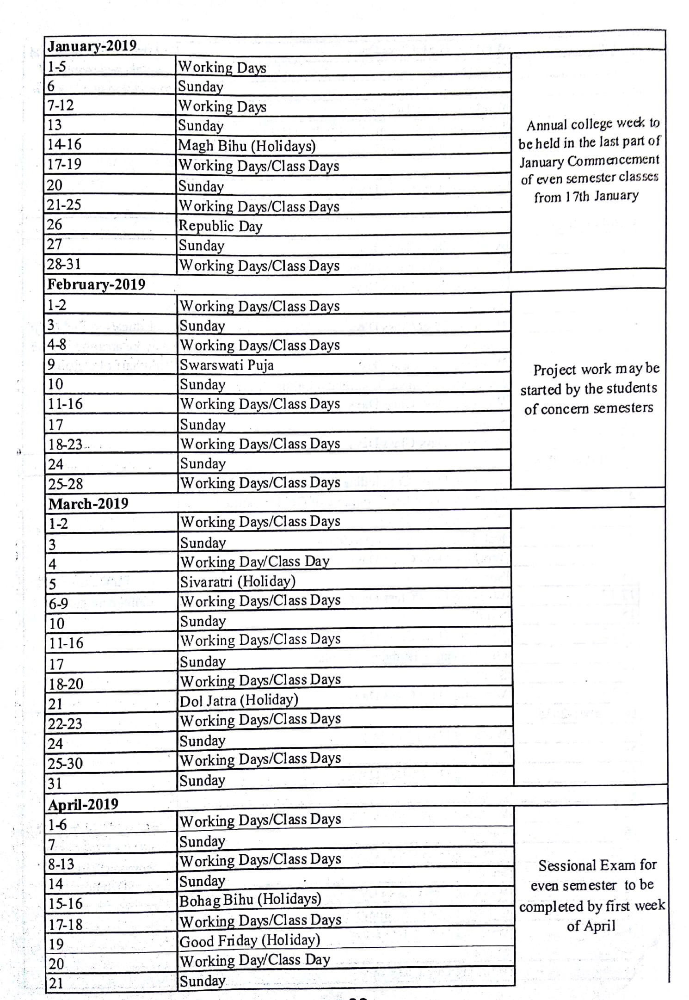 January-2019
1-5 Working Days
6 Sunday
7-12 Working Days
13 Sunday
14-16 Magh Bihu (Holidays)
17-19 Working Days/Class Days
20 Sunday
21-25 Working Days/Class Days
26 Republic Day
27 Sunday
28-31 Working Days/Class Days
Annual college week to
be held in the last part of
January Commencement
of even semester classes
from 17th January
February-2019
1-2 Working Days/Class Days
3 Sunday
4-8 Working Days/Class Days
9 Swarswati Puja
10 Sunday
11-16 Working Days/Class Days
17 Sunday
18-23 Working Days/Class Days
24 Sunday
25-28 Working Days/Class Days
Project work may be
started by the students
of concern semesters
March-2019
1-2 Working Days/Class Days
3 Sunday
4 Working Day/Class Day
5 Sivaratri (Holiday)
6-9 Working Days/Class Days
10 Sunday
11-16 Working Days/Class Days
17 Sunday
18-20 Working Days/Class Days
21 Dol Jatra (Holiday)
22-23 Working Days/Class Days
24 Sunday
25-30 Working Days/Class Days
31 Sunday
April-2019
1-6 Working Days/Class Days
7 Sunday
8-13 Working Days/Class Days
14 Sunday
15-16 Bohag Bihu (Holidays)
17-18 Working Days/Class Days
19 Good Friday (Holiday)
20 Working Day/Class Day
21 Sunday
Sessional Exam for
even semester to be
completed by first week
of April